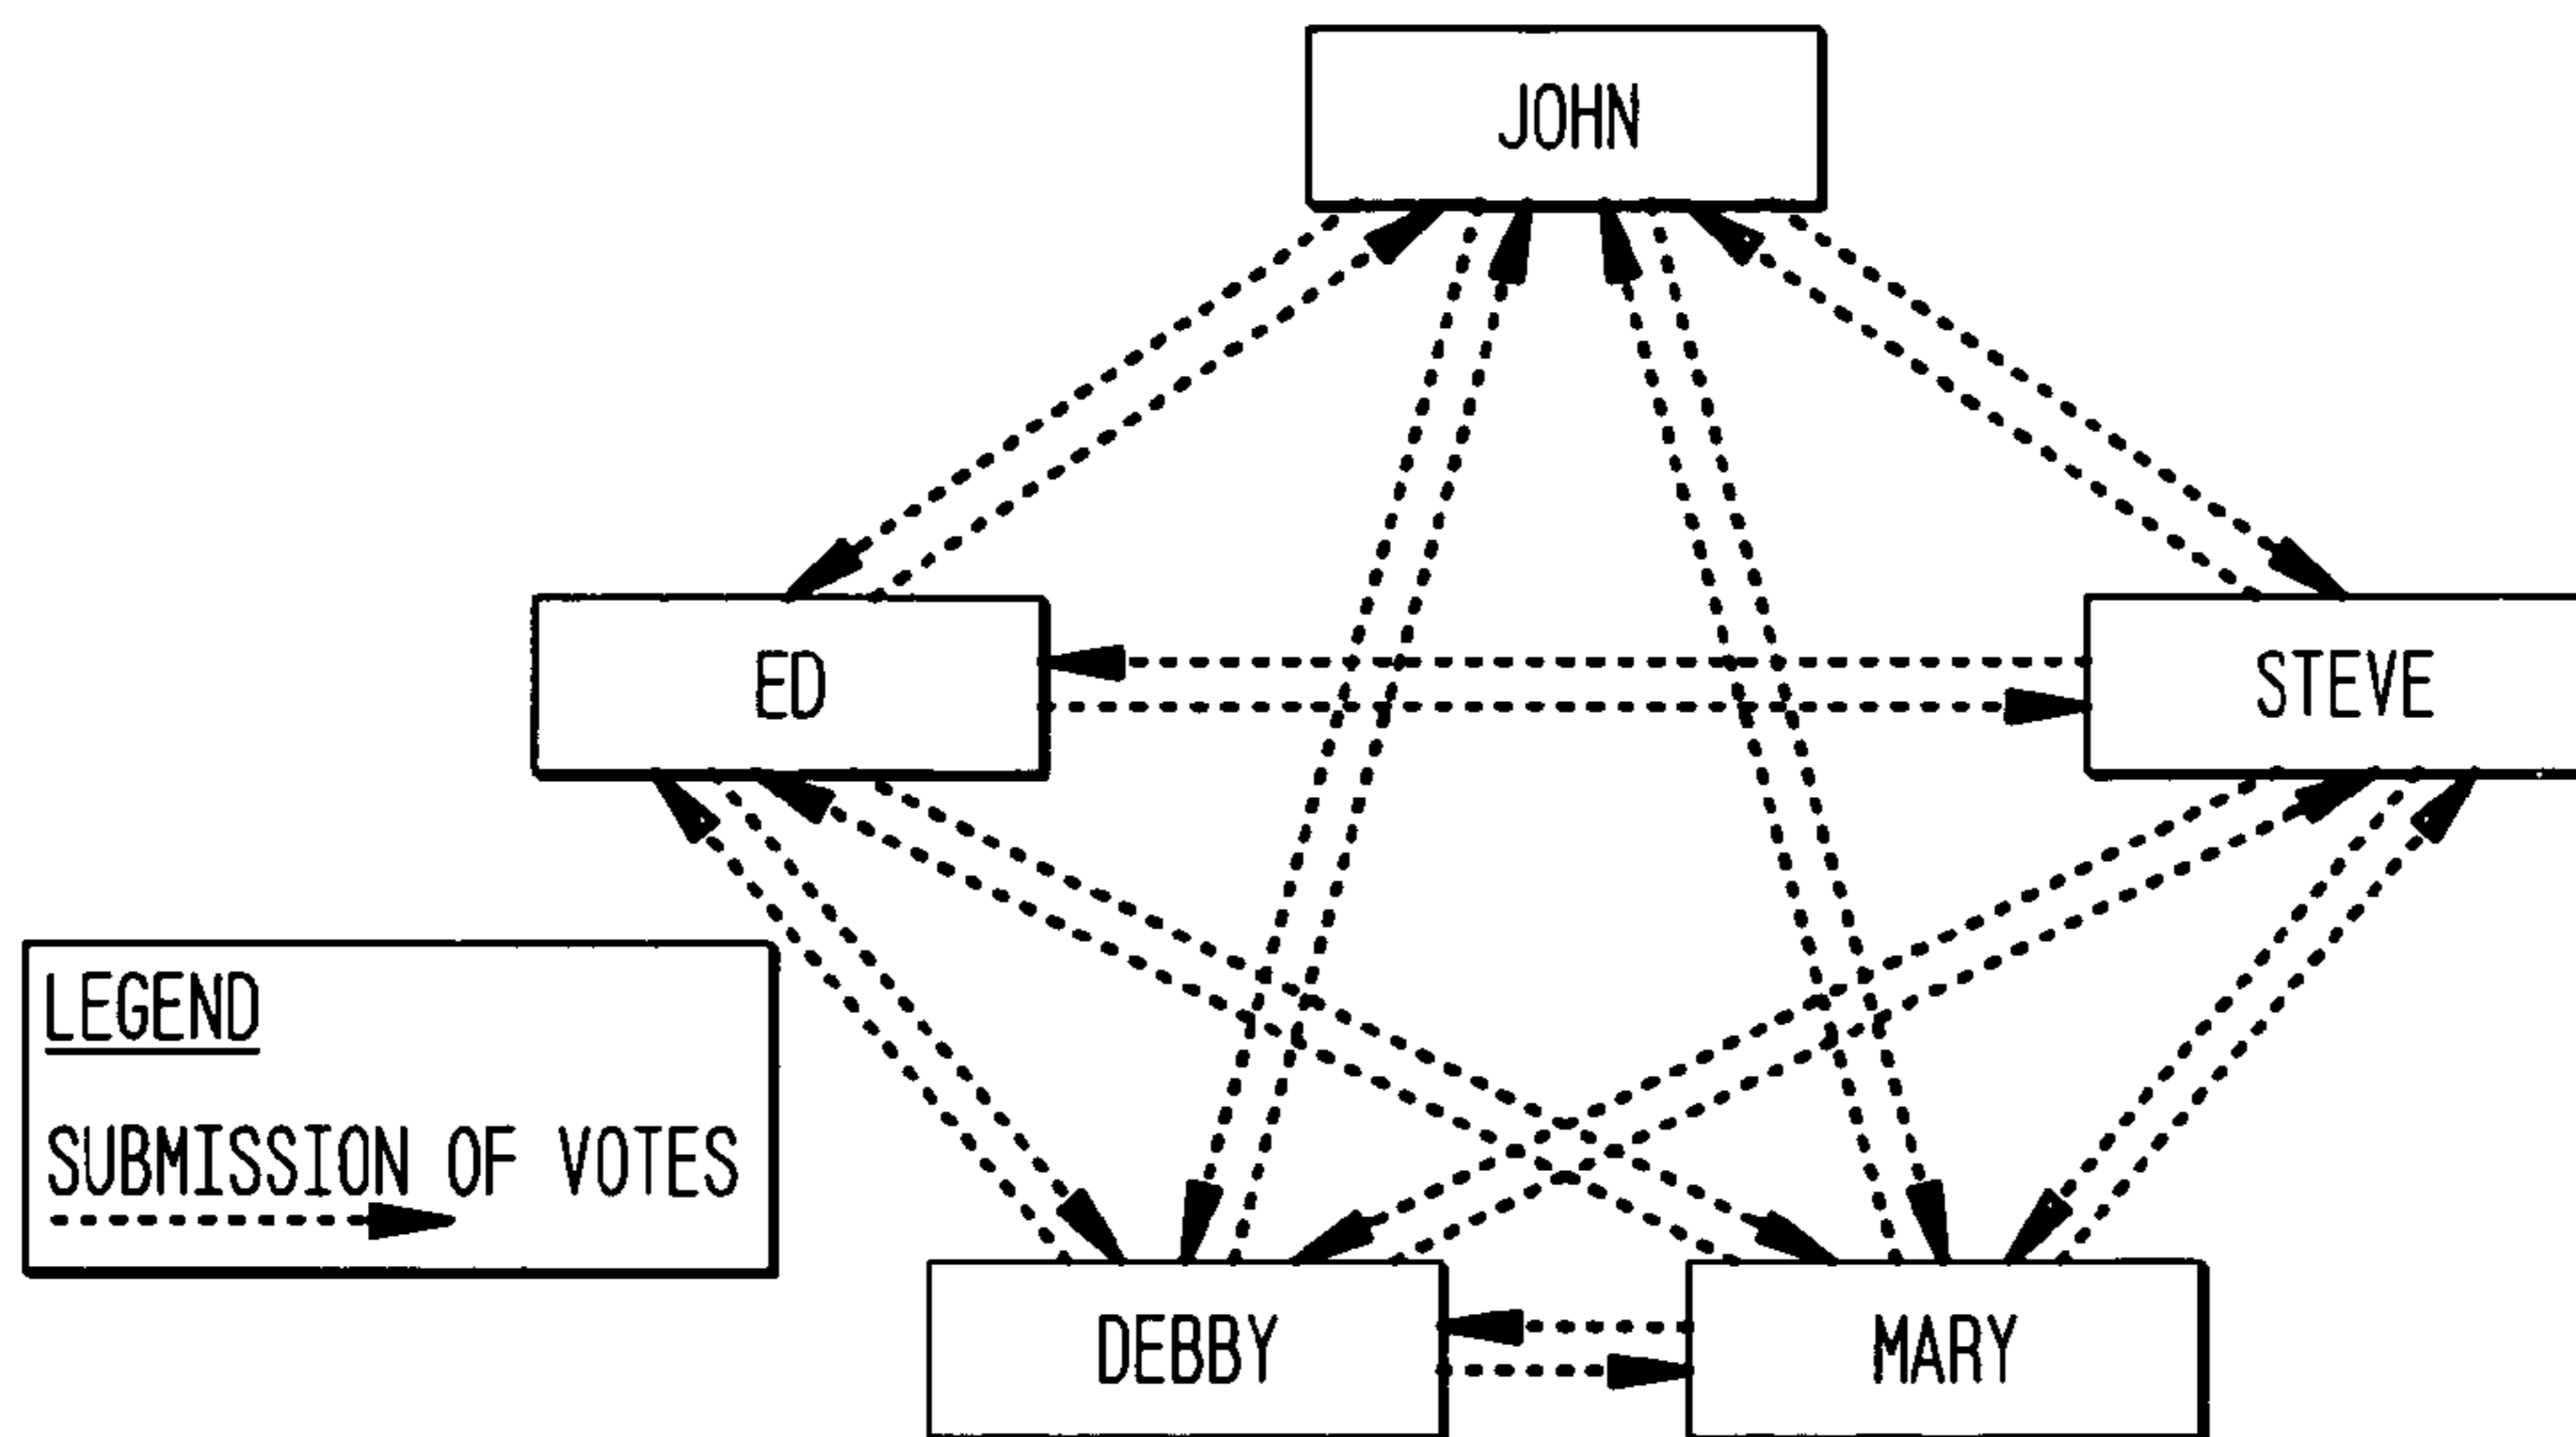 JOHN
ED
STEVE
LEGEND
SUBMISSION OF VOTES
DEBBY
MARY